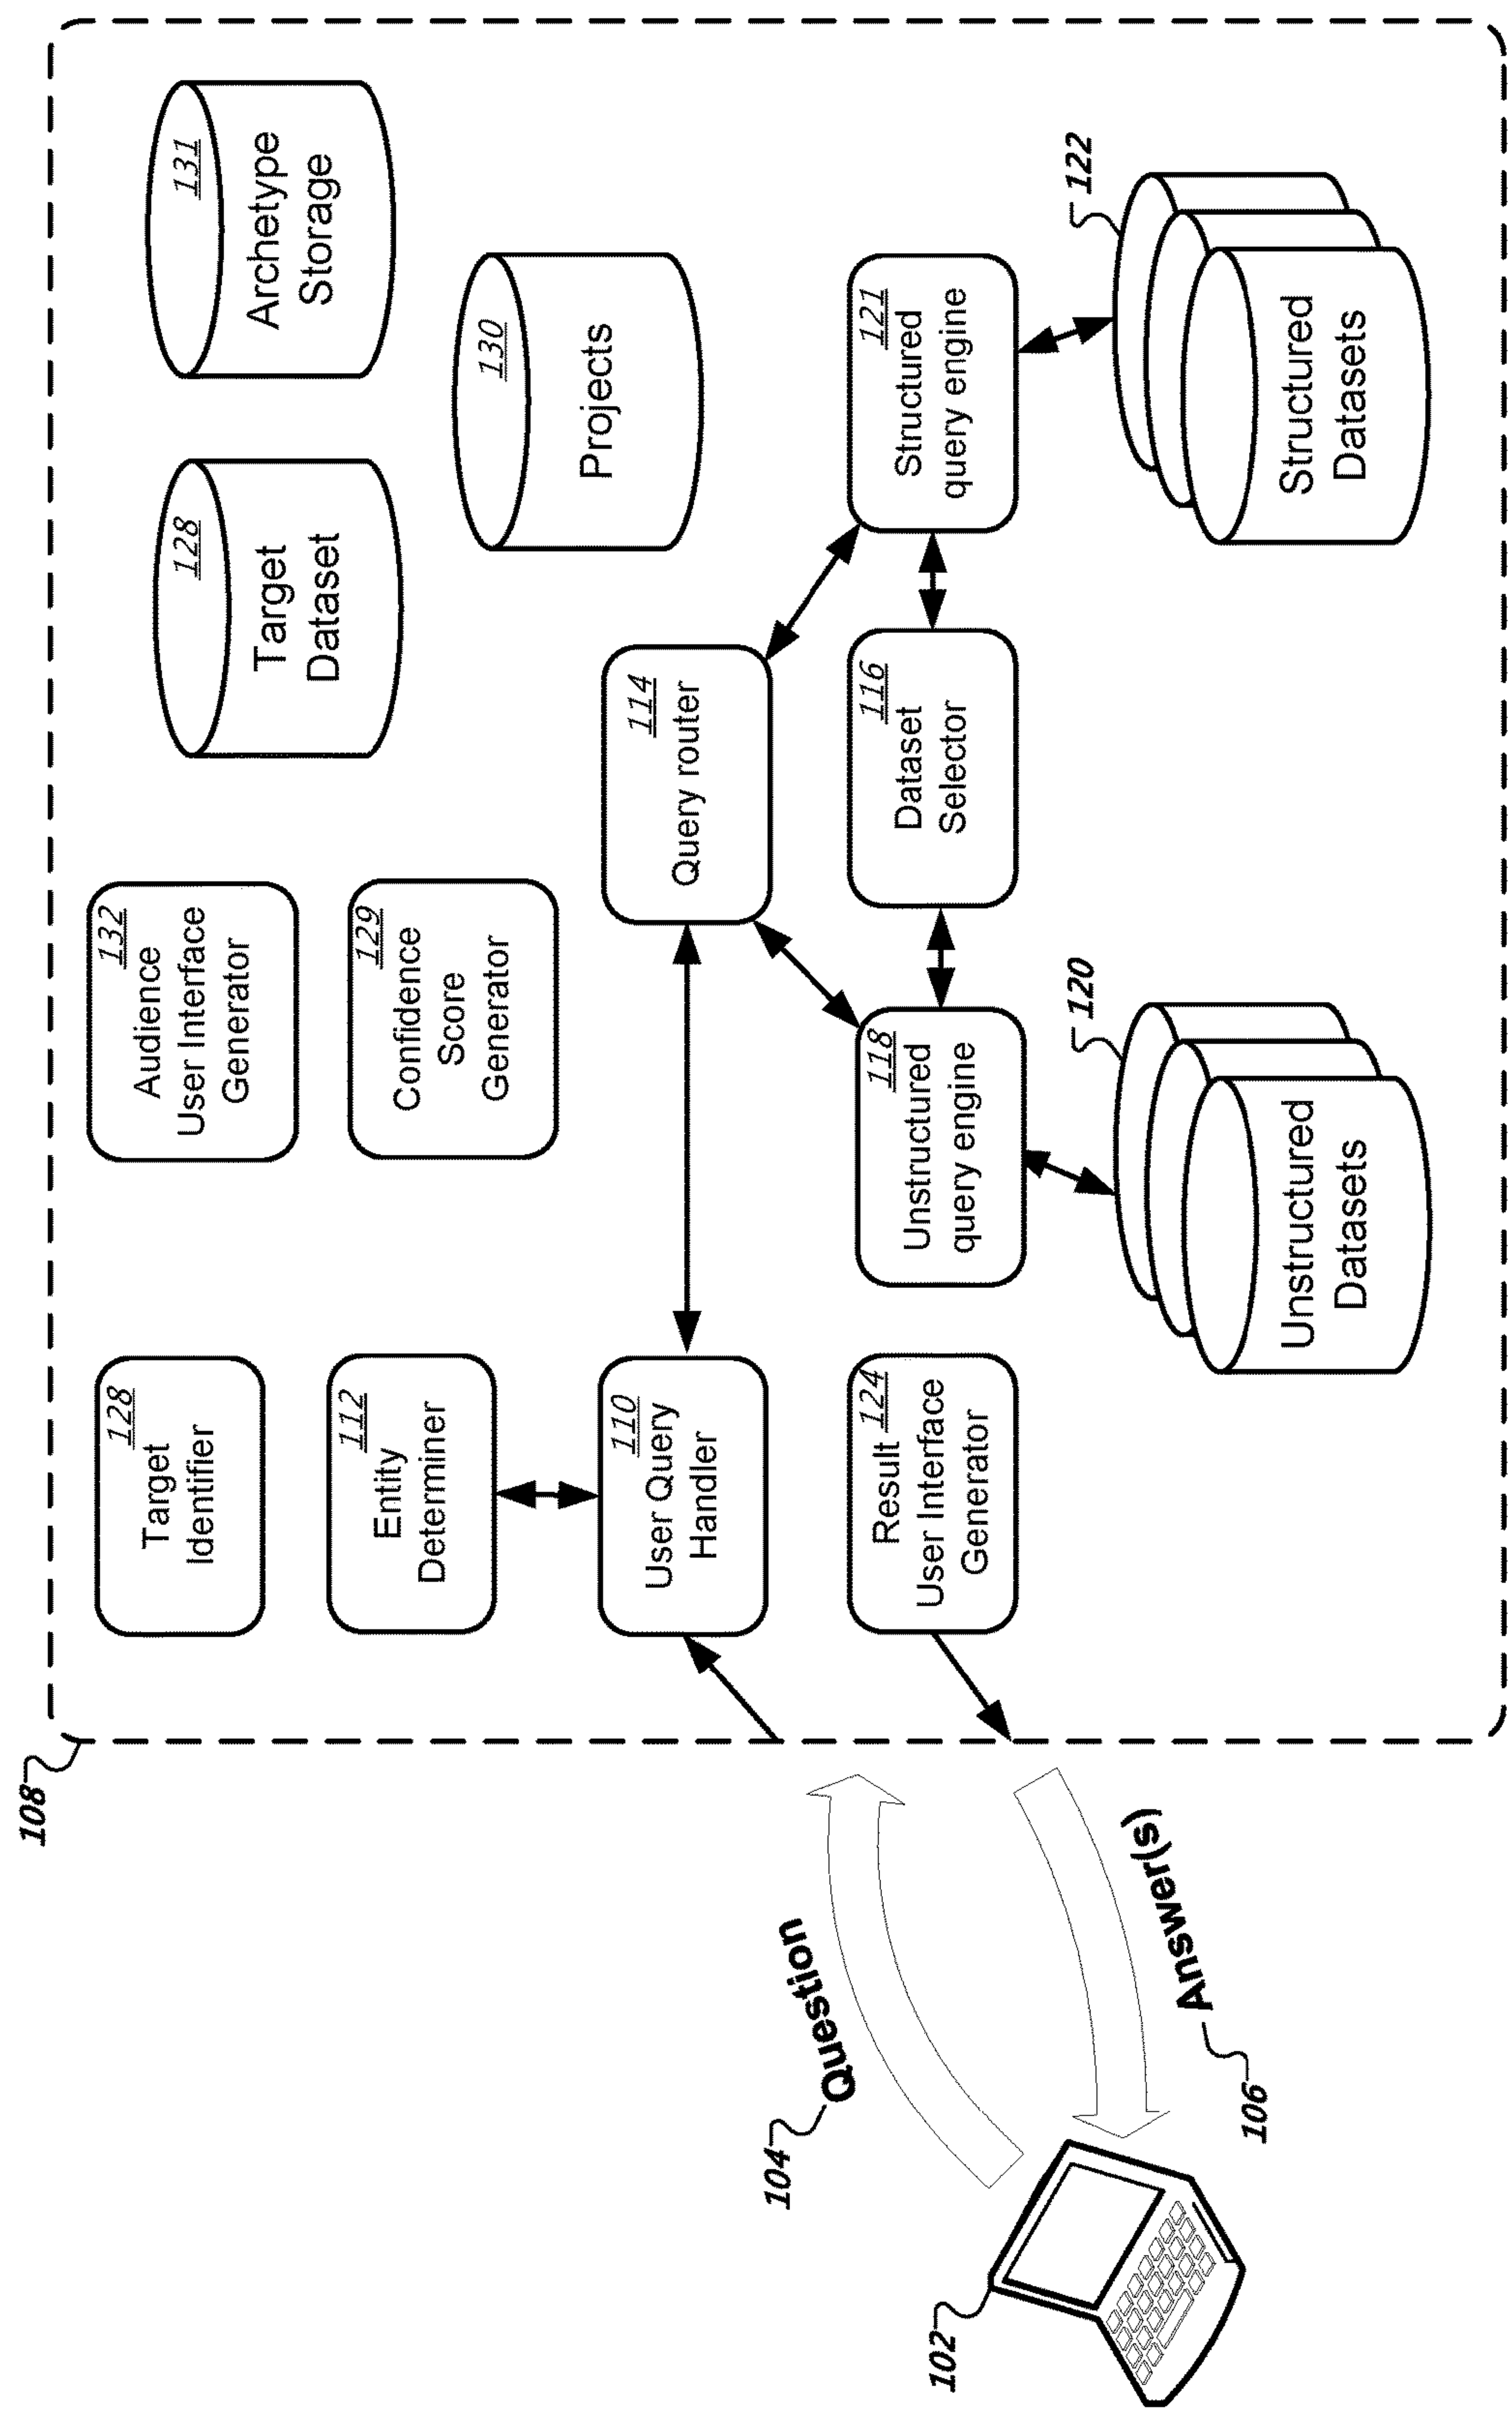 108
128
Target
Identifier
132
Audience
User Interface
Generator
128
Target
Dataset
131
Archetype
Storage
112
Entity
Determiner
129
Confidence
Score
Generator
130
Projects
110
User Query
Handler
114
Query router
104
Question
124
Result
User Interface
Generator
118
Unstructured
query engine
116
Dataset
Selector
121
Structured
query engine
102
106
Answer(s)
120
Unstructured
Datasets
122
Structured
Datasets